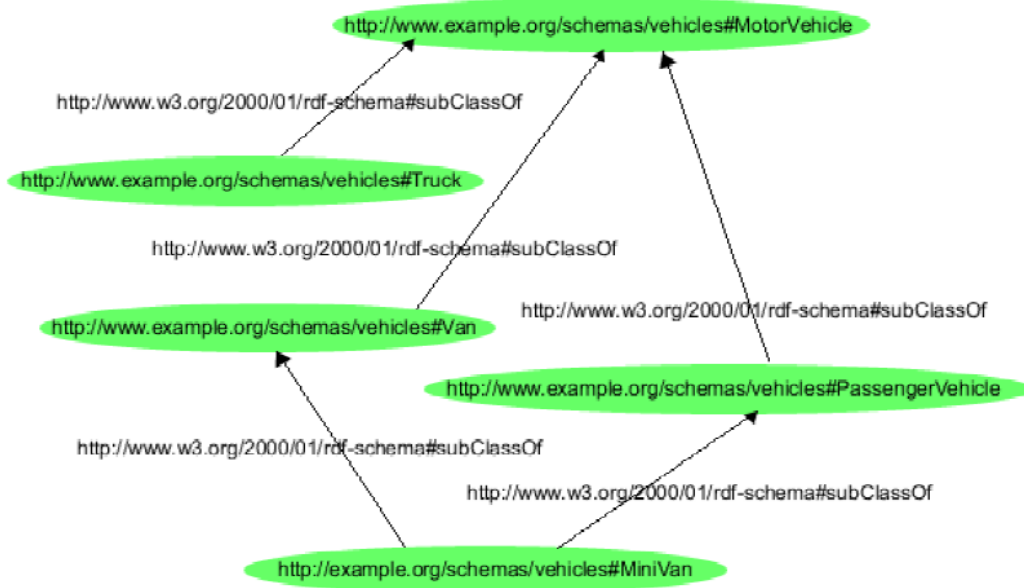 http://www.example.org/schemas/vehicles#MotorVehicle
http://www.w3.org/2000/01/rdf-schema#subClassOf
http://www.example.org/schemas/vehicles#Truck
http://www.w3.org/2000/01/rdf-schema#subClassOf
http://www.w3.org/2000/01/rdf-schema#subClassOf
http://www.example.org/schemas/vehicles#Van
http://www.example.org/schemas/vehicles#PassengerVehicle
http://www.w3.org/2000/01/rdf-schema#subClassOf
http://www.w3.org/2000/01/rdf-schema#subClassOf
http://example.org/schemas/vehicles#MiniVan